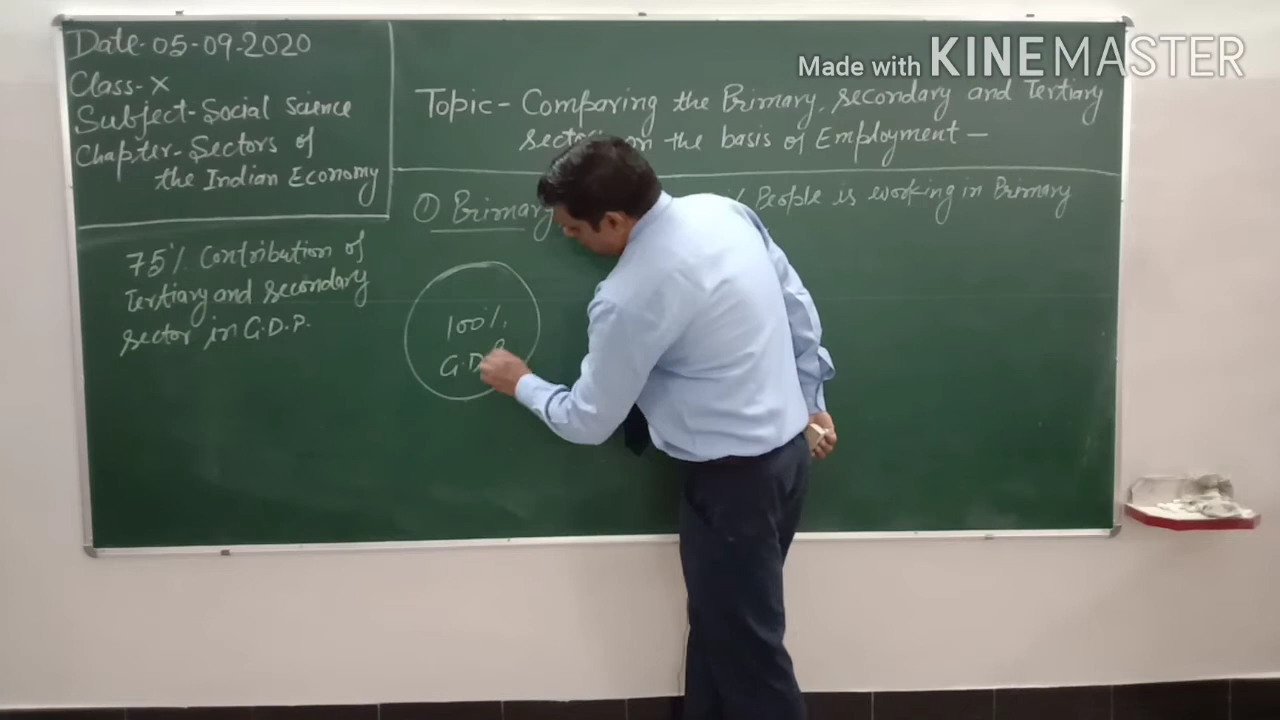 Date-05-09-2020
Class-X
Subject-Social Science
Chapter-Sectors of
the Indian Economy
Made with KINEMASTER
Topic - Comparing the Primary, secondary and Tertiary
on the basis of Employment -
① Primary % People is working in Primary
75% Contribution of
Tertiary and secondary
sector in G.D.P.
100%
G.D.P